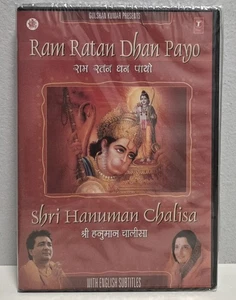 GULSHAN KUMAR PRESENTS
Ram Ratan Dhan Payo
राम रतन धन पायो
Shri Hanuman Chalisa
श्री हनुमान चालीसा
WITH ENGLISH SUBTITLES